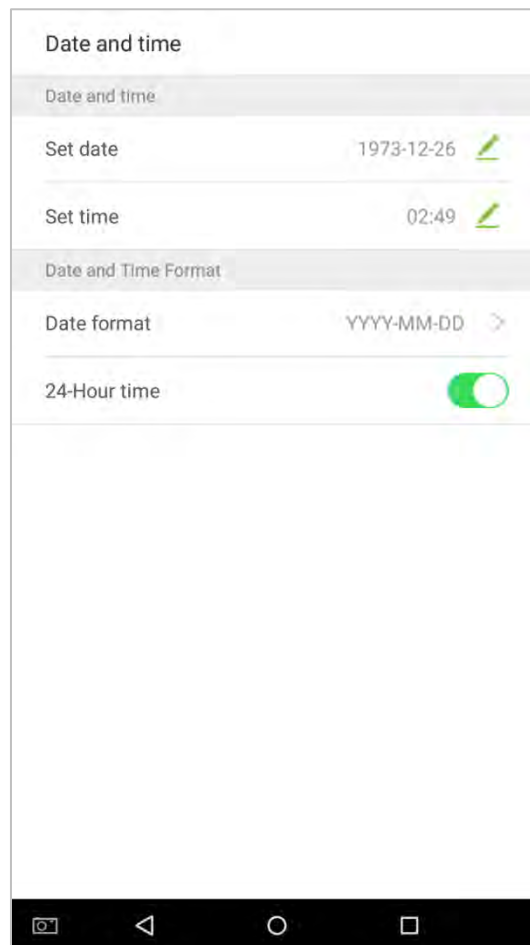 Date and time
Date and time
Set date 1973-12-26
Set time 02:49
Date and Time Format
Date format YYYY-MM-DD
24-Hour time